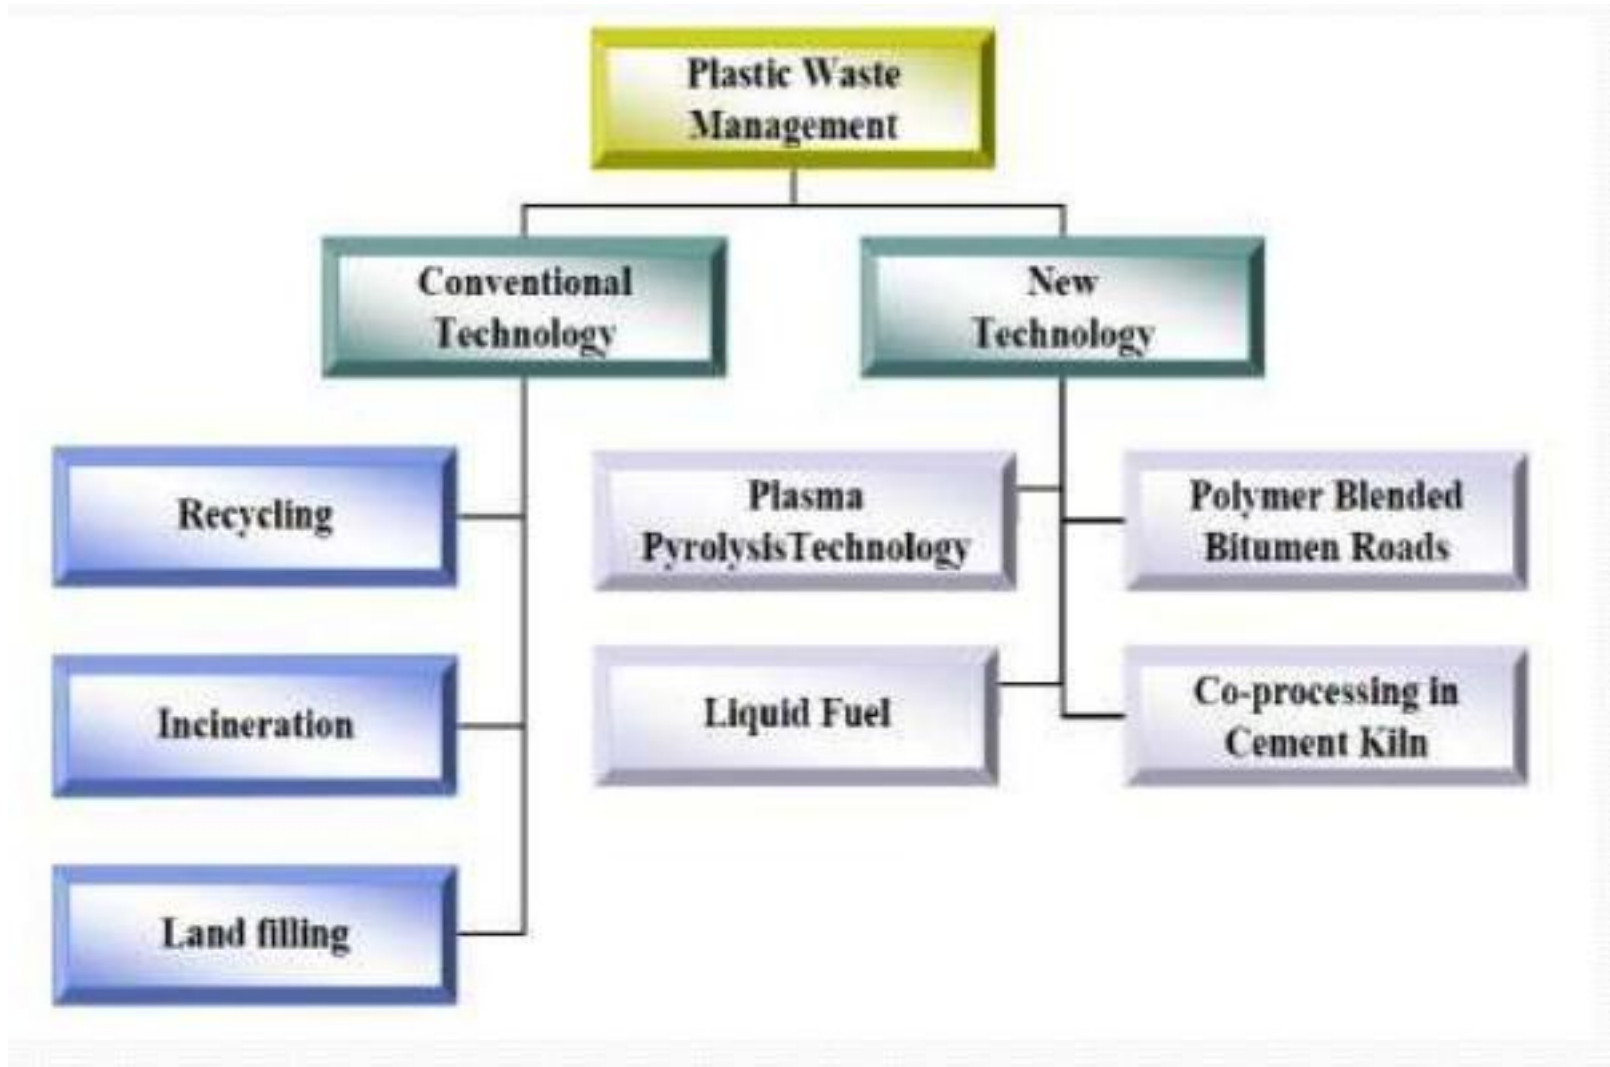 Plastic Waste
Management
Conventional
Technology
New
Technology
Recycling
Incineration
Land filling
Plasma
PyrolysisTechnology
Polymer Blended
Bitumen Roads
Liquid Fuel
Co-processing in
Cement Kiln